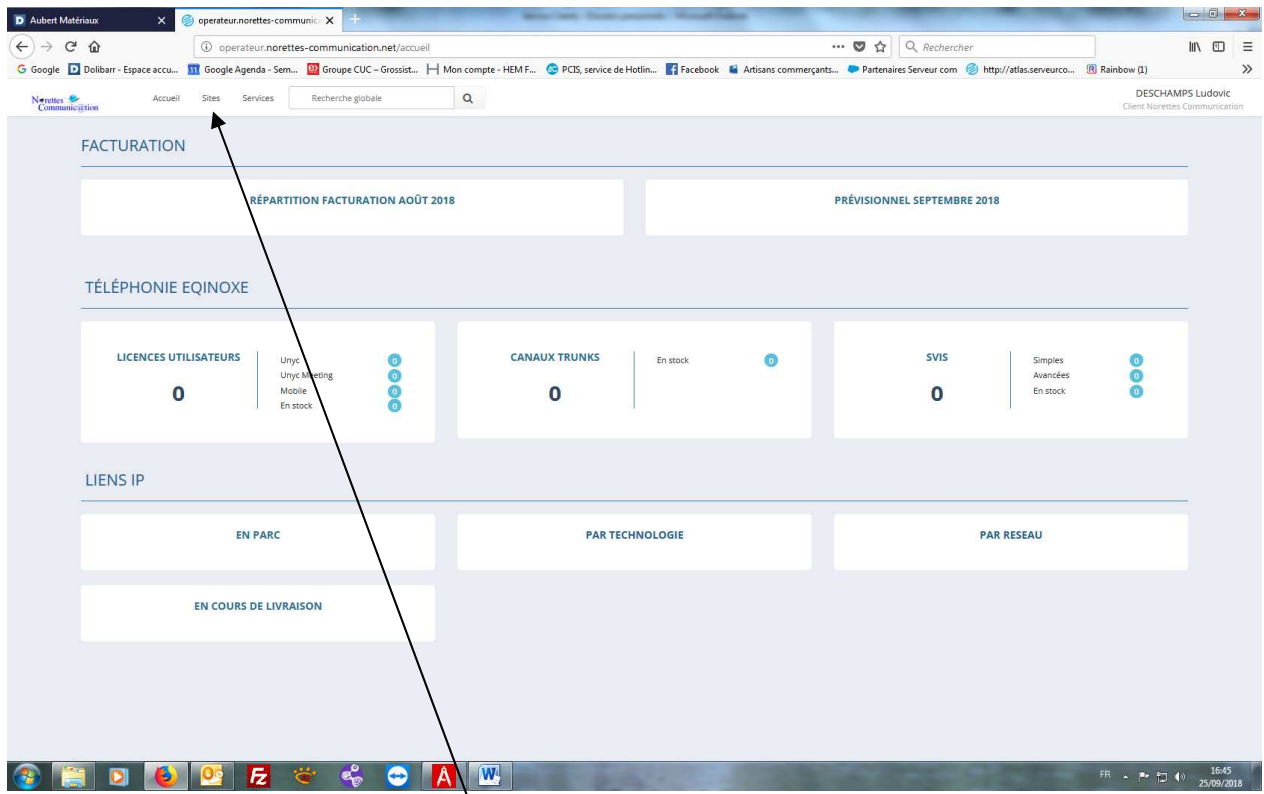 Aubert Matériaux
operateur.norettes-communic
operateur.norettes-communication.net/accueil
Rechercher
Google
Dolibarr - Espace accu...
Google Agenda - Sem...
Groupe CUC – Grossist...
Mon compte - HEM F...
PCIS, service de Hotlin...
Facebook
Artisans commerçants...
Partenaires Serveur com
http://atlas.serveurco...
Rainbow (1)
Norettes
Communic@tion
Accueil
Sites
Services
Recherche globale
DESCHAMPS Ludovic
Client Norettes Communication
FACTURATION
RÉPARTITION FACTURATION AOÛT 2018
PRÉVISIONNEL SEPTEMBRE 2018
TÉLÉPHONIE EQINOXE
LICENCES UTILISATEURS
0
Unyc 0
Unyc Meeting 0
Mobile 0
En stock 0
CANAUX TRUNKS
0
En stock 0
SVIS
0
Simples 0
Avancées 0
En stock 0
LIENS IP
EN PARC
PAR TECHNOLOGIE
PAR RESEAU
EN COURS DE LIVRAISON
FR
16:45
25/09/2018